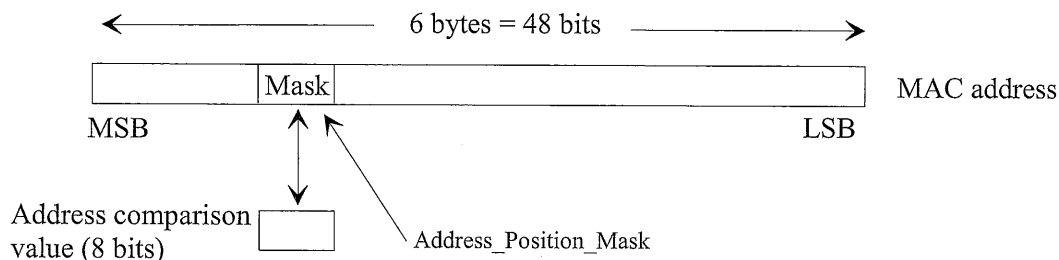 6 bytes = 48 bits
Mask
MAC address
MSB
LSB
Address comparison
value (8 bits)
Address_Position_Mask